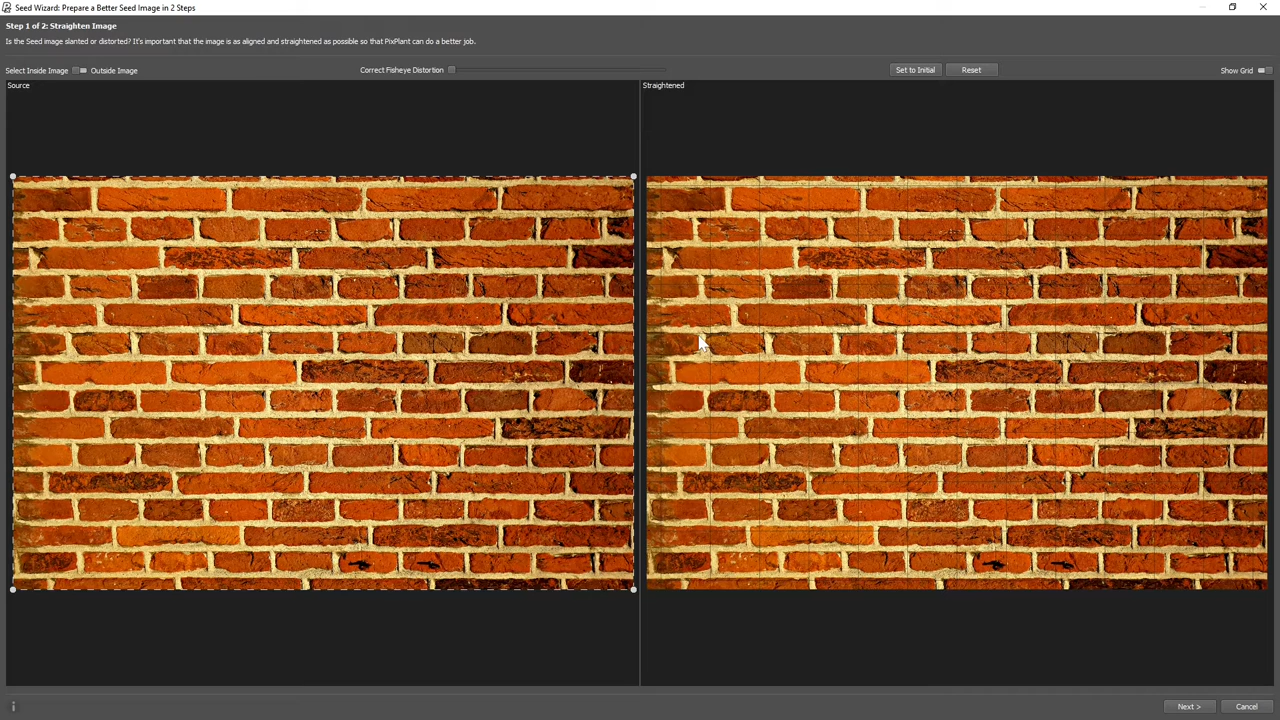 Seed Wizard: Prepare a Better Seed Image in 2 Steps
Step 1 of 2: Straighten Image
Is the Seed image slanted or distorted? It's important that the image is as aligned and straightened as possible so that PixPlant can do a better job.
Select Inside Image Outside Image Correct Fisheye Distortion Set to Initial Reset Show Grid
Source Straightened
Next > Cancel